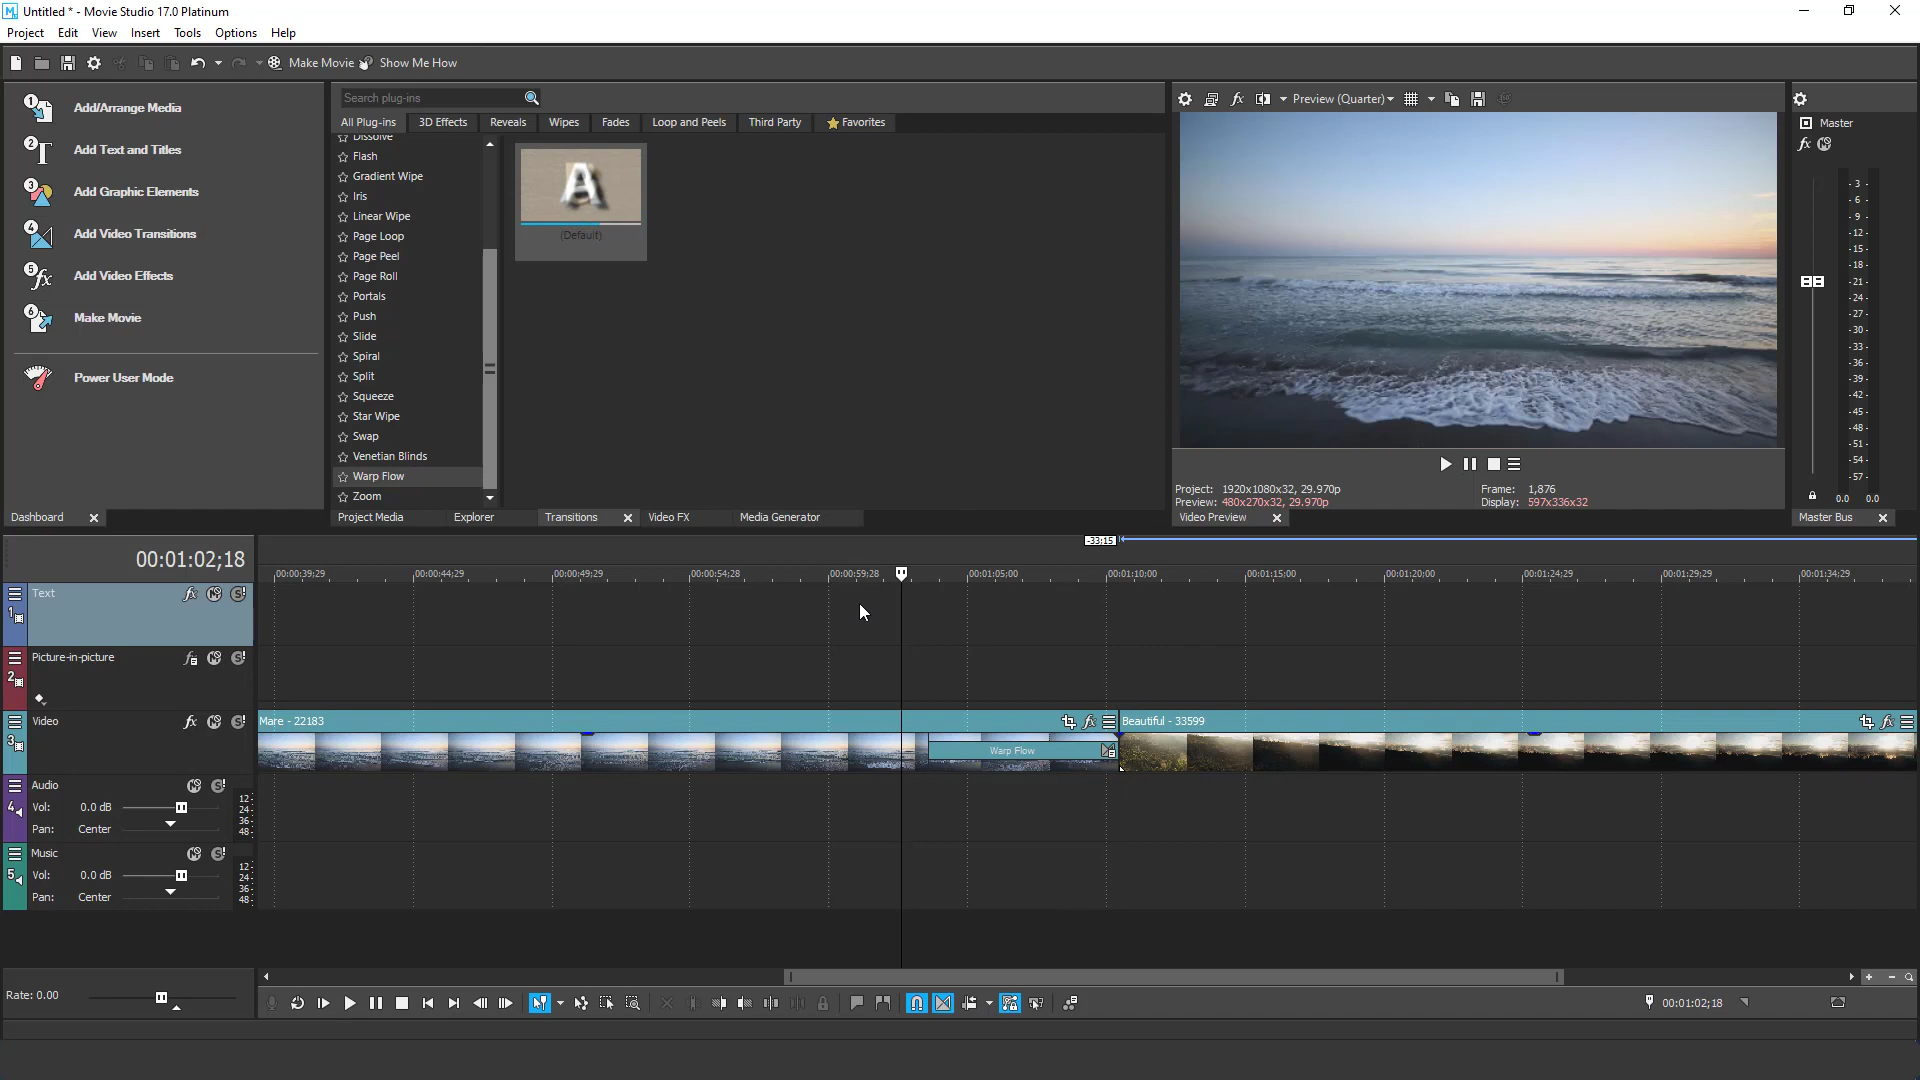 Untitled * - Movie Studio 17.0 Platinum
Project Edit View Insert Tools Options Help
Make Movie Show Me How
1 Add/Arrange Media
2 Add Text and Titles
3 Add Graphic Elements
4 Add Video Transitions
5 Add Video Effects
6 Make Movie
Power User Mode
Dashboard
Search plug-ins
All Plug-ins 3D Effects Reveals Wipes Fades Loop and Peels Third Party Favorites
Dissolve
Flash
Gradient Wipe
Iris
Linear Wipe
Page Loop
Page Peel
Page Roll
Portals
Push
Slide
Spiral
Split
Squeeze
Star Wipe
Swap
Venetian Blinds
Warp Flow
Zoom
A
(Default)
Project Media Explorer Transitions Video FX Media Generator
fx Preview (Quarter)
Project: 1920x1080x32, 29.970p Frame: 1,876
Preview: 480x270x32, 29.970p Display: 597x336x32
Video Preview
Master
fx
- 3 -
- 6 -
- 9 -
- 12 -
- 15 -
- 18 -
- 21 -
- 24 -
- 27 -
- 30 -
- 33 -
- 36 -
- 39 -
- 42 -
- 45 -
- 48 -
- 51 -
- 54 -
- 57 -
0.0 0.0
Master Bus
00:01:02;18
-33;15
00:00:39;29 00:00:44;29 00:00:49;29 00:00:54;28 00:00:59;28 00:01:05;00 00:01:10;00 00:01:15;00 00:01:20;00 00:01:24;29 00:01:29;29 00:01:34;29
1 Text fx
2 Picture-in-picture
3 Video fx
Mare - 22183 fx Beautiful - 33599 fx
Warp Flow
4 Audio
Vol: 0.0 dB
Pan: Center
12-
24-
36-
48-
5 Music
Vol: 0.0 dB
Pan: Center
12-
24-
36-
48-
Rate: 0.00
00:01:02;18